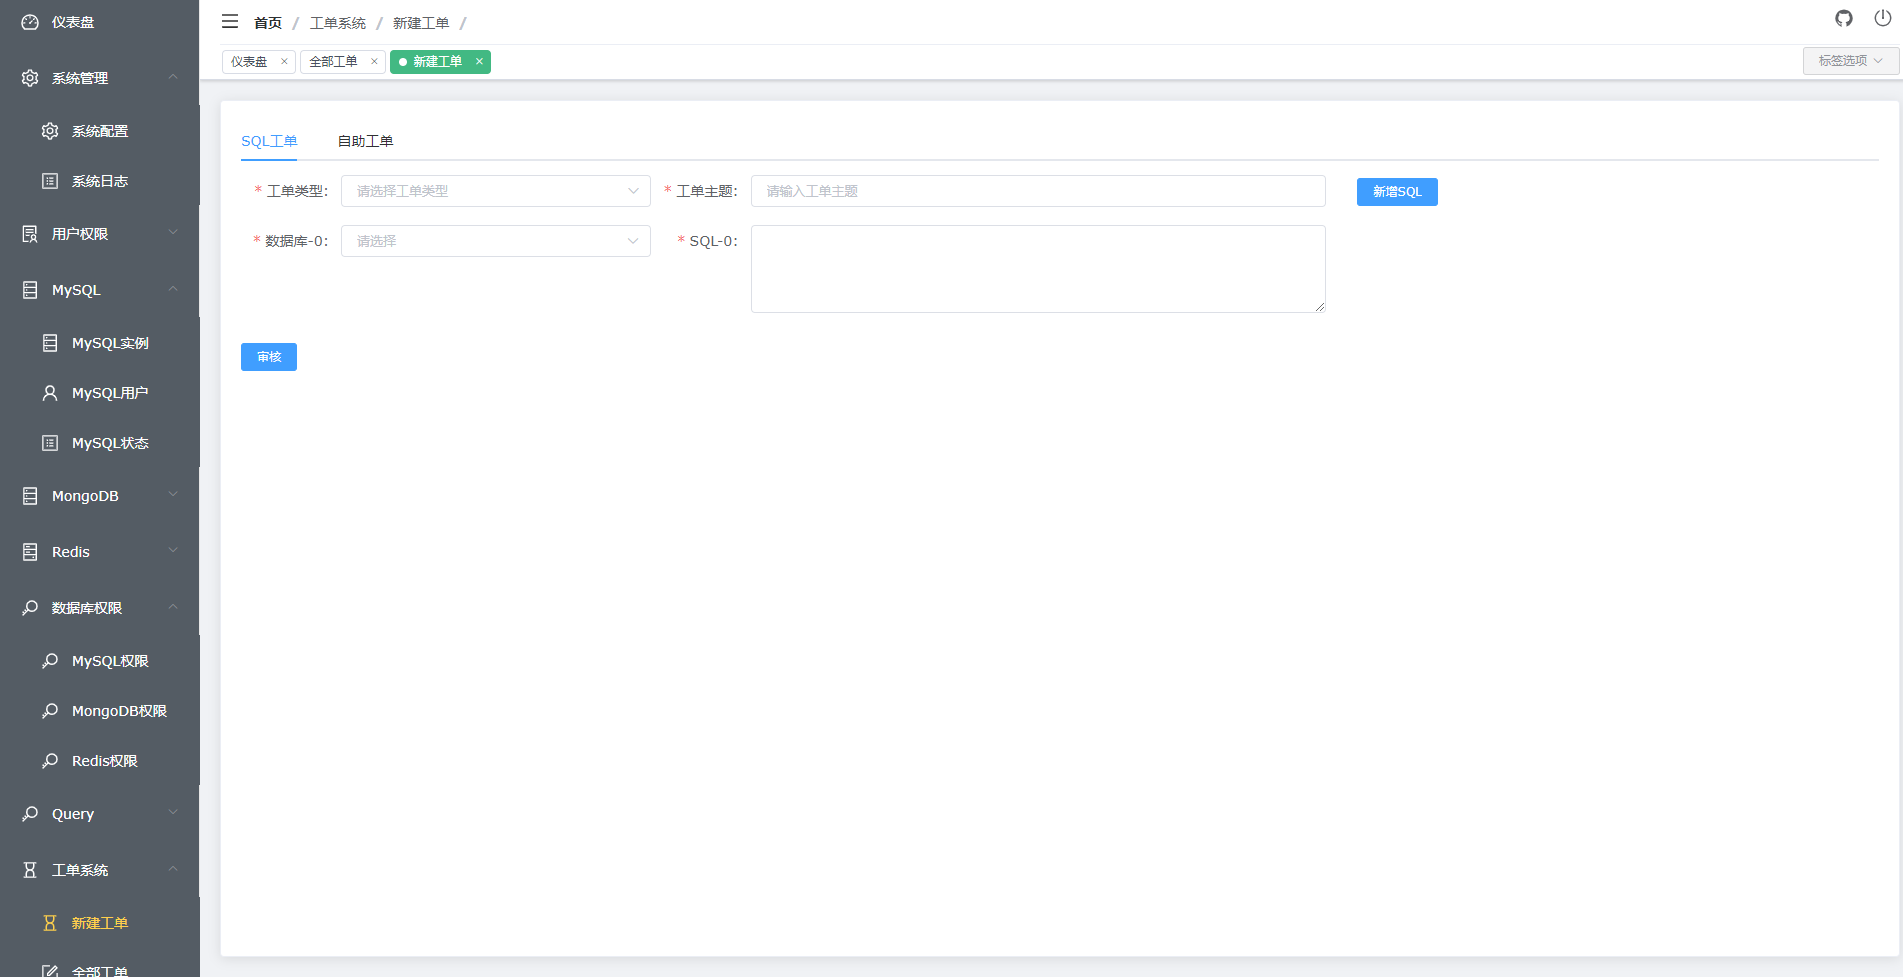 仪表盘
系统管理
系统配置
系统日志
用户权限
MySQL
MySQL实例
MySQL用户
MySQL状态
MongoDB
Redis
数据库权限
MySQL权限
MongoDB权限
Redis权限
Query
工单系统
新建工单
全部工单
首页 / 工单系统 / 新建工单 /
仪表盘 × 全部工单 × 新建工单 × 标签选项
SQL工单 自助工单
* 工单类型: 请选择工单类型 * 工单主题: 请输入工单主题 新增SQL
* 数据库-0: 请选择 * SQL-0:
审核